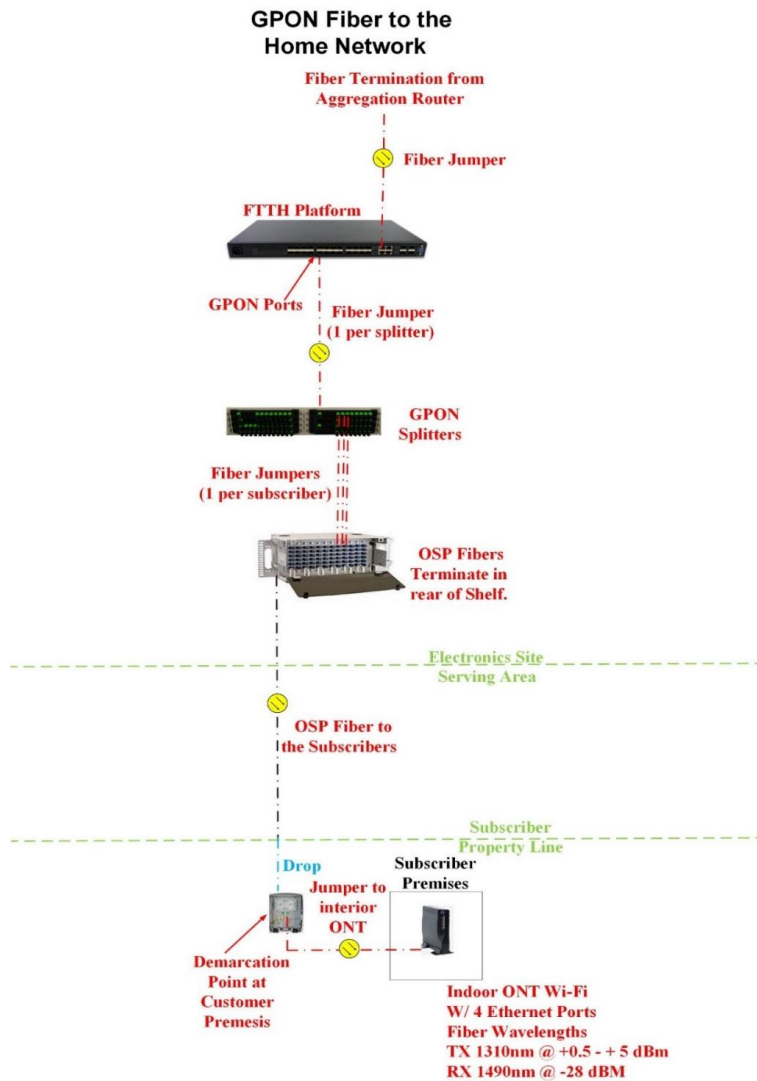 GPON Fiber to the
Home Network
Fiber Termination from
Aggregation Router
Fiber Jumper
FTTH Platform
GPON Ports
Fiber Jumper
(1 per splitter)
GPON
Splitters
Fiber Jumpers
(1 per subscriber)
OSP Fibers
Terminate in
rear of Shelf.
Electronics Site
Serving Area
OSP Fiber to
the Subscribers
Subscriber
Property Line
Drop
Subscriber
Premises
Jumper to
interior
ONT
Demarcation
Point at
Customer
Premesis
Indoor ONT Wi-Fi
W/ 4 Ethernet Ports
Fiber Wavelengths
TX 1310nm @ +0.5 - + 5 dBm
RX 1490nm @ -28 dBM